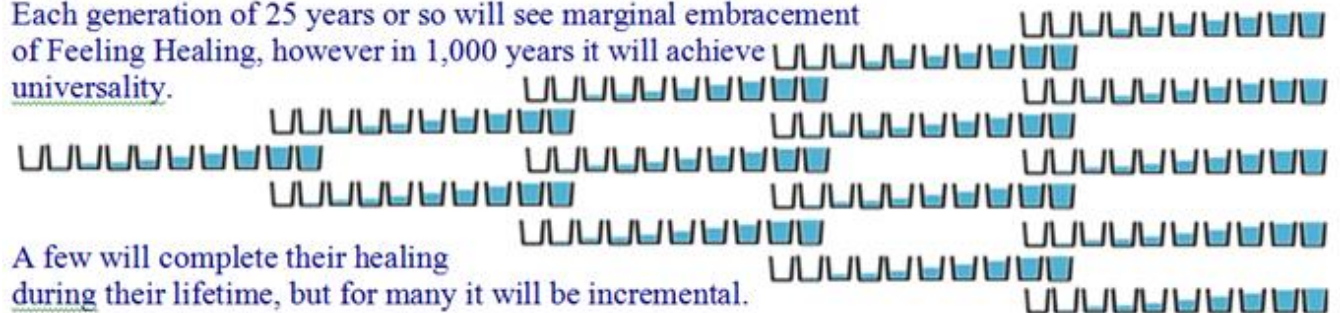 Each generation of 25 years or so will see marginal embracement
of Feeling Healing, however in 1,000 years it will achieve
universality.
A few will complete their healing
during their lifetime, but for many it will be incremental.